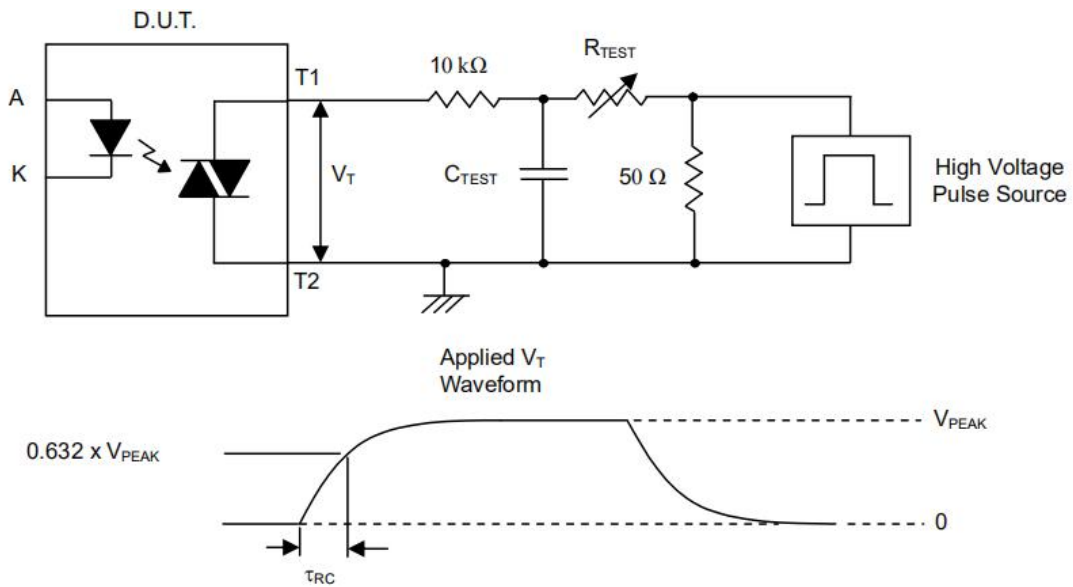 D.U.T.
A
K
T1
T2
V_T
10 kΩ
R_TEST
C_TEST
50 Ω
High Voltage
Pulse Source
Applied V_T
Waveform
0.632 x V_PEAK
V_PEAK
0
τ_RC